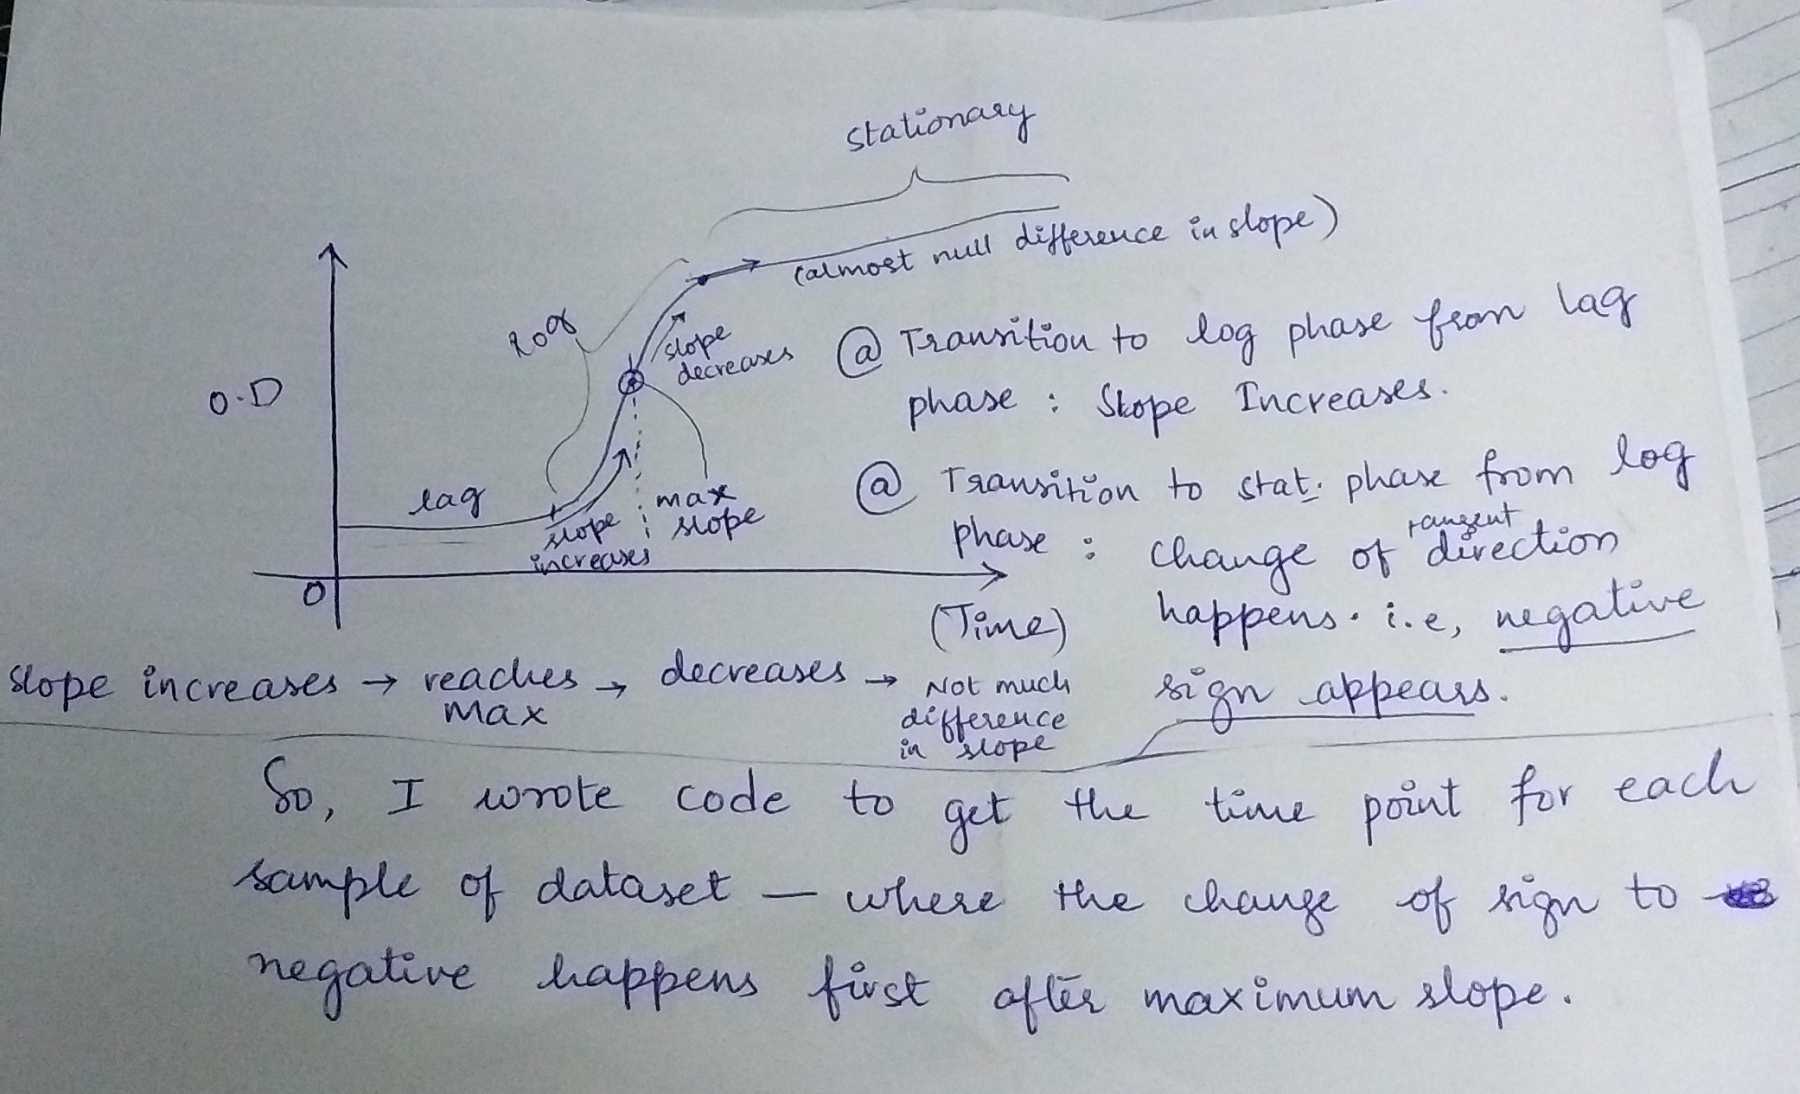 stationary
(almost null difference in slope)
log
slope
decreases
O.D
lag
slope
increases
max
slope
O
(Time)
@ Transition to log phase from lag
phase : Slope Increases.
@ Transition to stat. phase from log
phase : change of tangent direction
happens. i.e, negative
sign appears.
slope increases → reaches max → decreases → Not much
difference
in slope
So, I wrote code to get the time point for each
sample of dataset — where the change of sign to
negative happens first after maximum slope.